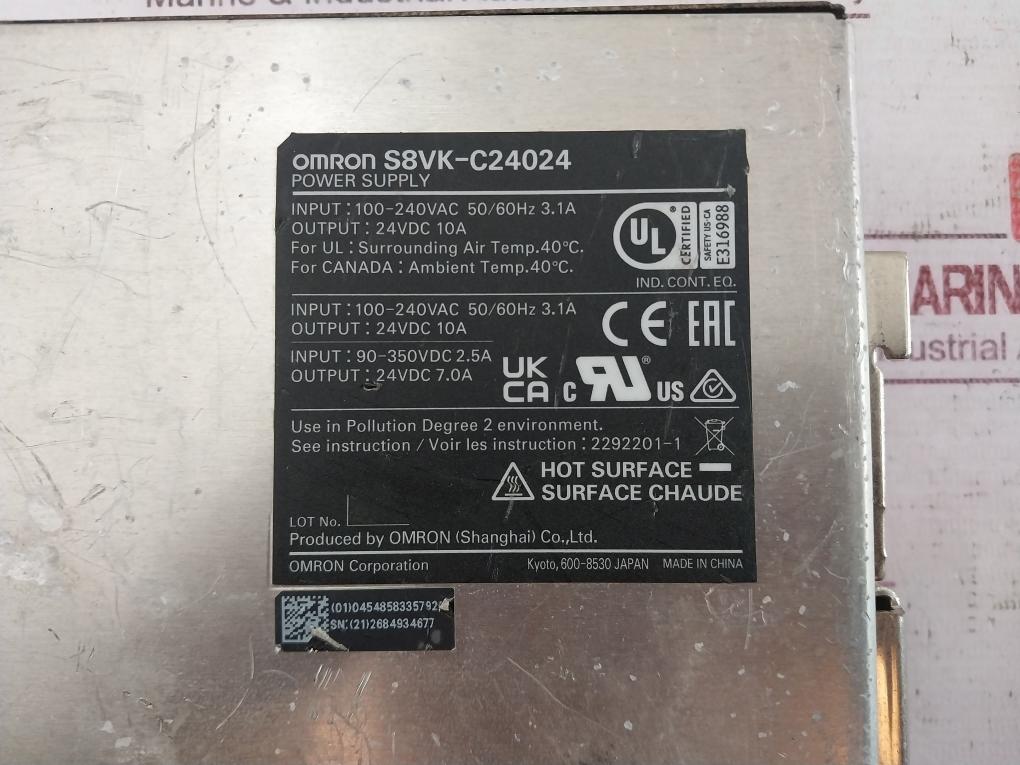 Marine & Industrial
OMRON S8VK-C24024
POWER SUPPLY
INPUT : 100-240VAC 50/60Hz 3.1A
OUTPUT : 24VDC 10A
For UL : Surrounding Air Temp.40°C.
For CANADA : Ambient Temp.40°C.
UL ®
CERTIFIED
SAFETY US-CA
E316988
IND. CONT. EQ.
INPUT : 100-240VAC 50/60Hz 3.1A
OUTPUT : 24VDC 10A
CE EAC
INPUT : 90-350VDC 2.5A
OUTPUT : 24VDC 7.0A
UK
CA
C RU ® US
Use in Pollution Degree 2 environment.
See instruction / Voir les instruction : 2292201-1
HOT SURFACE
SURFACE CHAUDE
LOT No.
Produced by OMRON (Shanghai) Co.,Ltd.
OMRON Corporation Kyoto, 600-8530 JAPAN MADE IN CHINA
SN:(21)2684934677
ARIN
ustrial